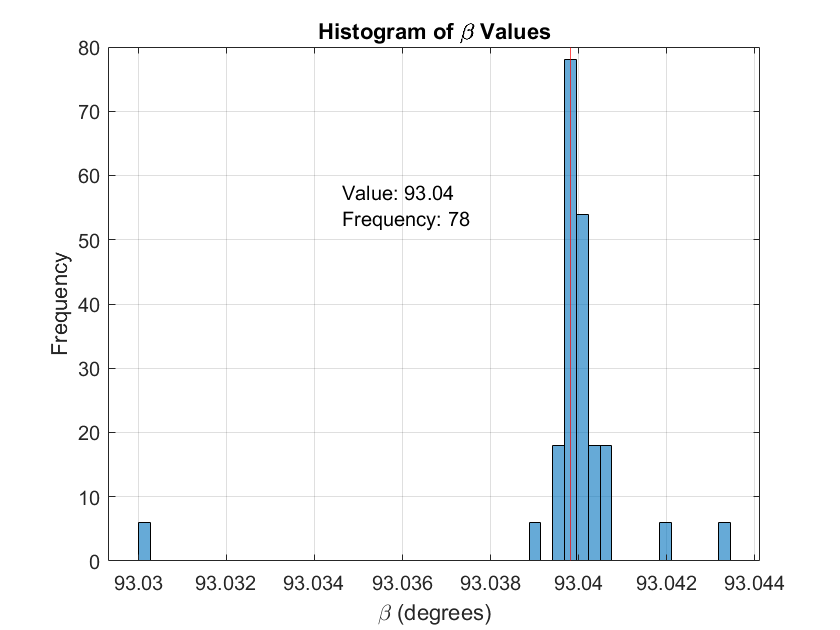 Histogram of β Values
80
70
60
50
40
30
20
10
0
Frequency
Value: 93.04
Frequency: 78
93.03 93.032 93.034 93.036 93.038 93.04 93.042 93.044
β (degrees)